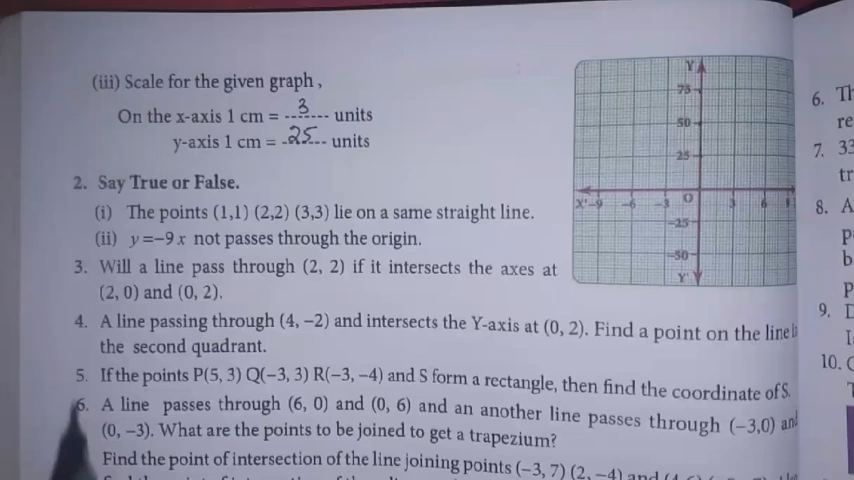 (iii) Scale for the given graph ,
On the x-axis 1 cm = 3 units
y-axis 1 cm = 25 units
2. Say True or False.
(i) The points (1,1) (2,2) (3,3) lie on a same straight line.
(ii) y =−9 x not passes through the origin.
3. Will a line pass through (2, 2) if it intersects the axes at
(2, 0) and (0, 2).
4. A line passing through (4, −2) and intersects the Y-axis at (0, 2). Find a point on the line
the second quadrant.
5. If the points P(5, 3) Q(−3, 3) R(−3, −4) and S form a rectangle, then find the coordinate of S.
6. A line passes through (6, 0) and (0, 6) and an another line passes through (−3,0) and
(0, −3). What are the points to be joined to get a trapezium?
Find the point of intersection of the line joining points (−3, 7) (2, −4) and
Y
75
50
25
X' −9 −6 −3 O 3 6
−25
−50
Y'
6. Th
re
7. 33
tr
8. A
p
b
p
9.
10.